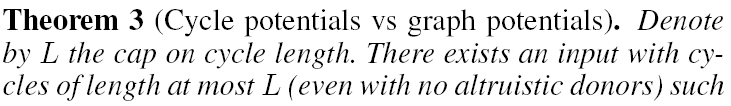 Theorem 3 (Cycle potentials vs graph potentials). Denote
by L the cap on cycle length. There exists an input with cy-
cles of length at most L (even with no altruistic donors) such